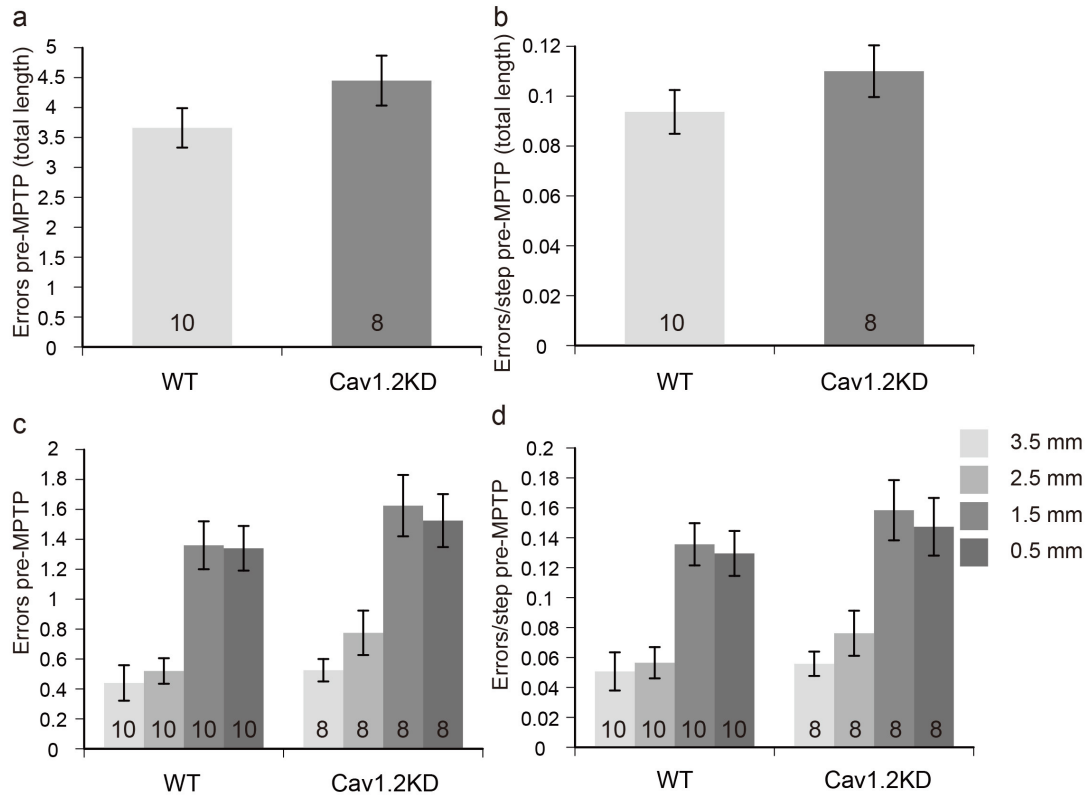 a
Errors pre-MPTP (total length)
5
4.5
4
3.5
3
2.5
2
1.5
1
0.5
0
10
8
WT
Cav1.2KD
b
Errors/step pre-MPTP (total length)
0.12
0.1
0.08
0.06
0.04
0.02
0
10
8
WT
Cav1.2KD
c
Errors pre-MPTP
2
1.8
1.6
1.4
1.2
1
0.8
0.6
0.4
0.2
0
10 10 10 10
8 8 8 8
WT
Cav1.2KD
d
Errors/step pre-MPTP
0.2
0.18
0.16
0.14
0.12
0.1
0.08
0.06
0.04
0.02
0
10 10 10 10
8 8 8 8
WT
Cav1.2KD
3.5 mm
2.5 mm
1.5 mm
0.5 mm